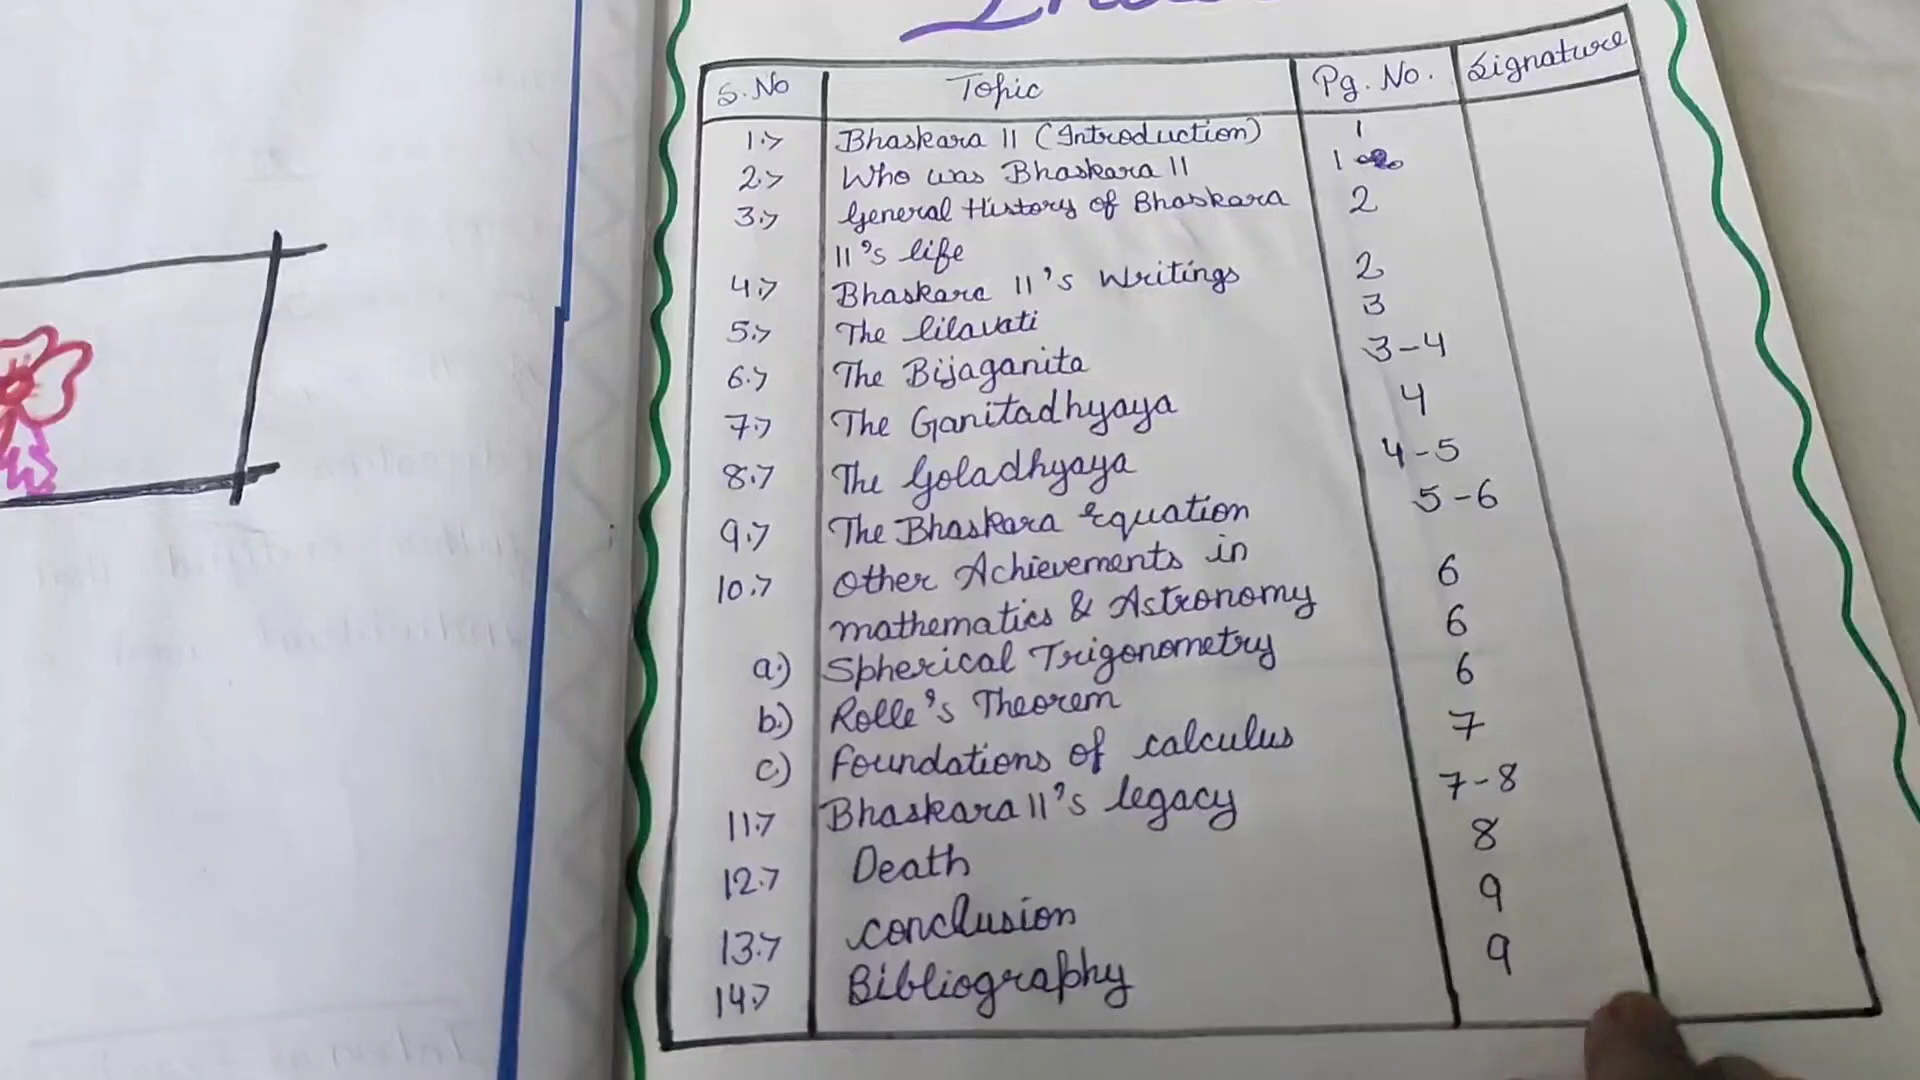 Index
S.No Topic Pg. No. Signature
1.> Bhaskara II (Introduction) 1
2.> Who was Bhaskara II 1
3.> General History of Bhaskara 2
II's life
4.> Bhaskara II's Writings 2
5.> The lilavati 3
6.> The Bijaganita 3-4
7.> The Ganitadhyaya 4
8.> The Goladhyaya 4-5
9.> The Bhaskara Equation 5-6
10.> Other Achievements in
mathematics & Astronomy 6
a.) Spherical Trigonometry 6
b.) Rolle's Theorem 6
c.) Foundations of calculus 7
11.> Bhaskara II's legacy 7-8
12.> Death 8
13.> conclusion 9
14.> Bibliography 9